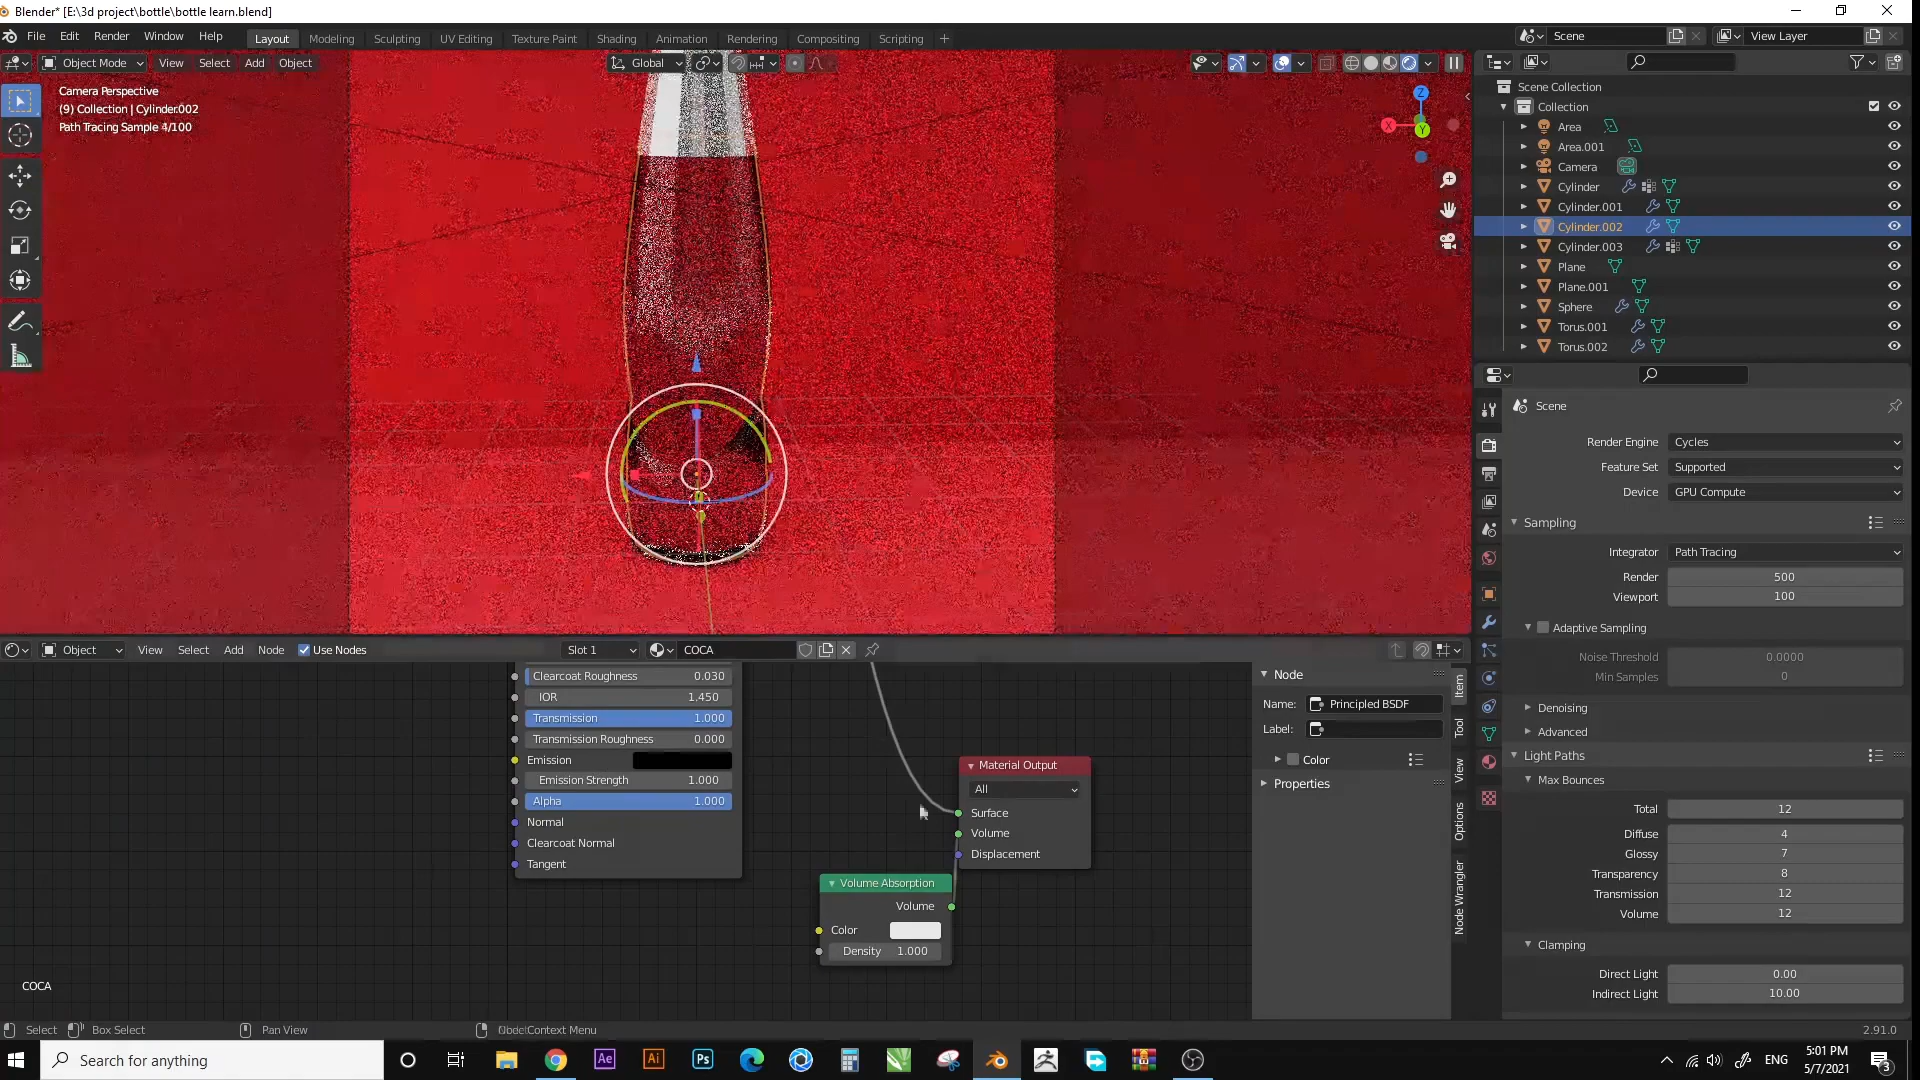 Blender* [E:\3d project\bottle\bottle learn.blend]
File Edit Render Window Help Layout Modeling Sculpting UV Editing Texture Paint Shading Animation Rendering Compositing Scripting + Scene View Layer
Object Mode View Select Add Object Global
Camera Perspective
(9) Collection | Cylinder.002
Path Tracing Sample 4/100
Z
X
Y
Scene Collection
Collection
Area
Area.001
Camera
Cylinder
Cylinder.001
Cylinder.002
Cylinder.003
Plane
Plane.001
Sphere
Torus.001
Torus.002
Scene
Render Engine Cycles
Feature Set Supported
Device GPU Compute
Sampling
Integrator Path Tracing
Render 500
Viewport 100
Adaptive Sampling
Noise Threshold 0.0000
Min Samples 0
Denoising
Advanced
Light Paths
Max Bounces
Total 12
Diffuse 4
Glossy 7
Transparency 8
Transmission 12
Volume 12
Clamping
Direct Light 0.00
Indirect Light 10.00
Object View Select Add Node Use Nodes Slot 1 COCA
Clearcoat Roughness 0.030
IOR 1.450
Transmission 1.000
Transmission Roughness 0.000
Emission
Emission Strength 1.000
Alpha 1.000
Normal
Clearcoat Normal
Tangent
Material Output
All
Surface
Volume
Displacement
Volume Absorption
Volume
Color
Density 1.000
Node
Name: Principled BSDF
Label:
Color
Properties
Item
Tool
View
Options
Node Wrangler
COCA
Select Box Select Pan View Node Context Menu 2.91.0
Search for anything
Ae Ai Ps
ENG
5:01 PM
5/7/2021
3